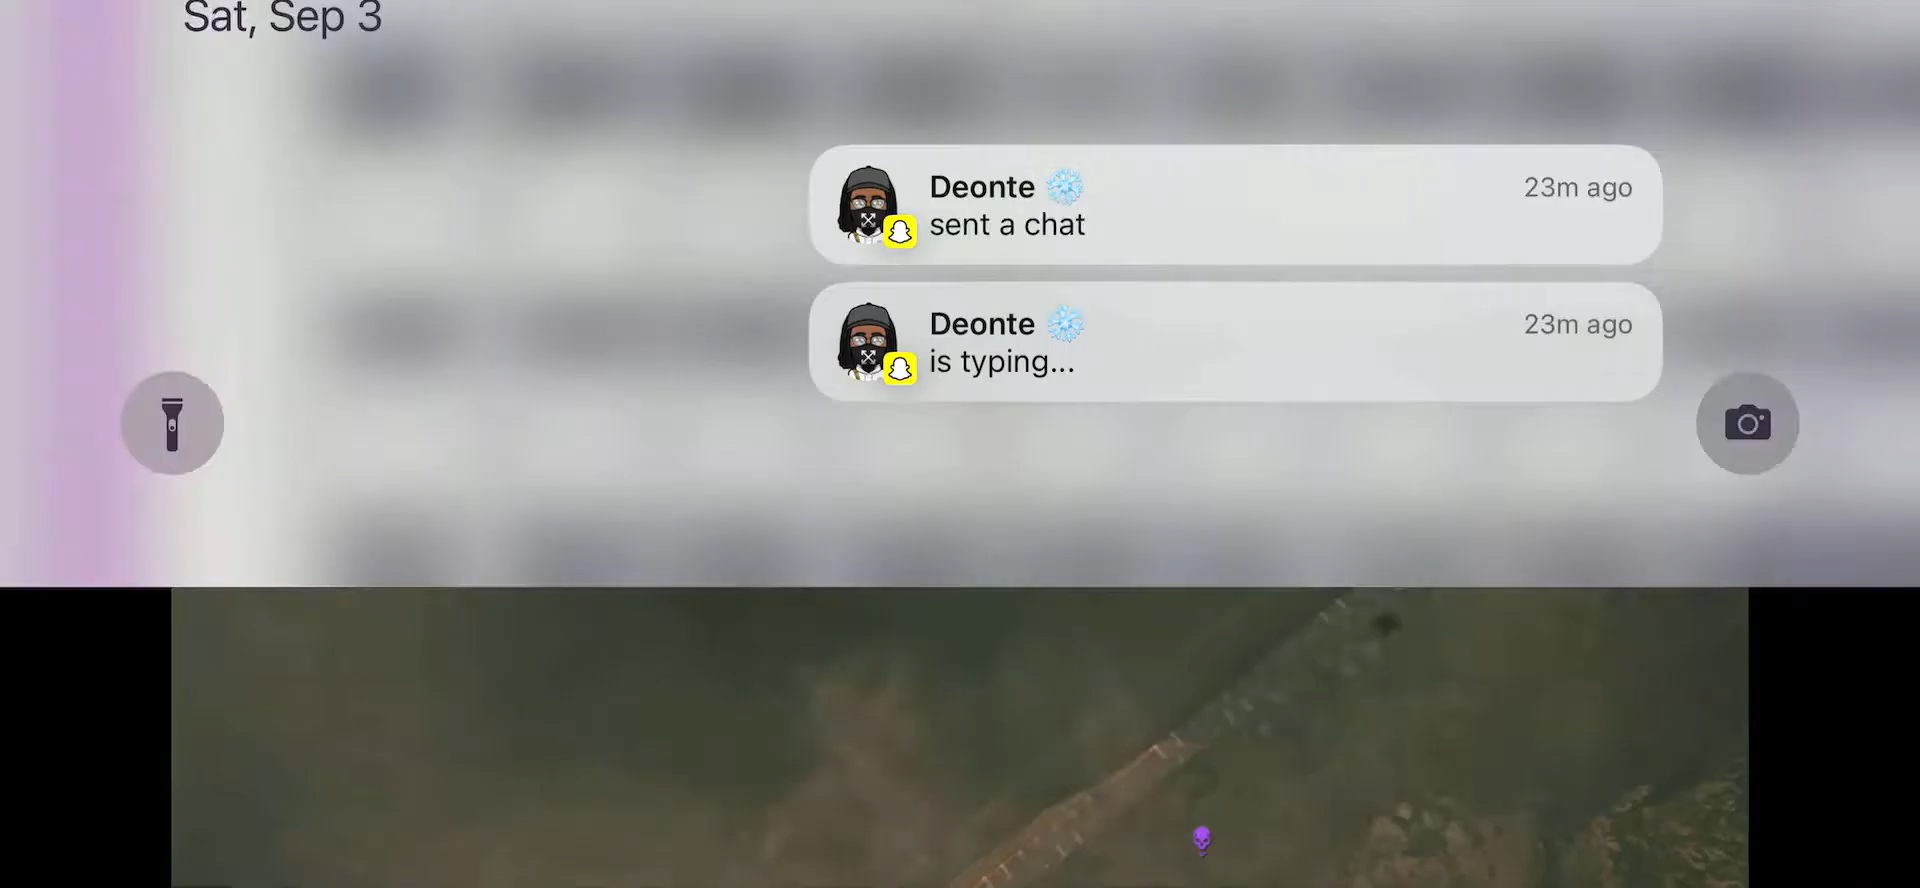 Sat, Sep 3
Deonte ❄️
23m ago
sent a chat
Deonte ❄️
23m ago
is typing...